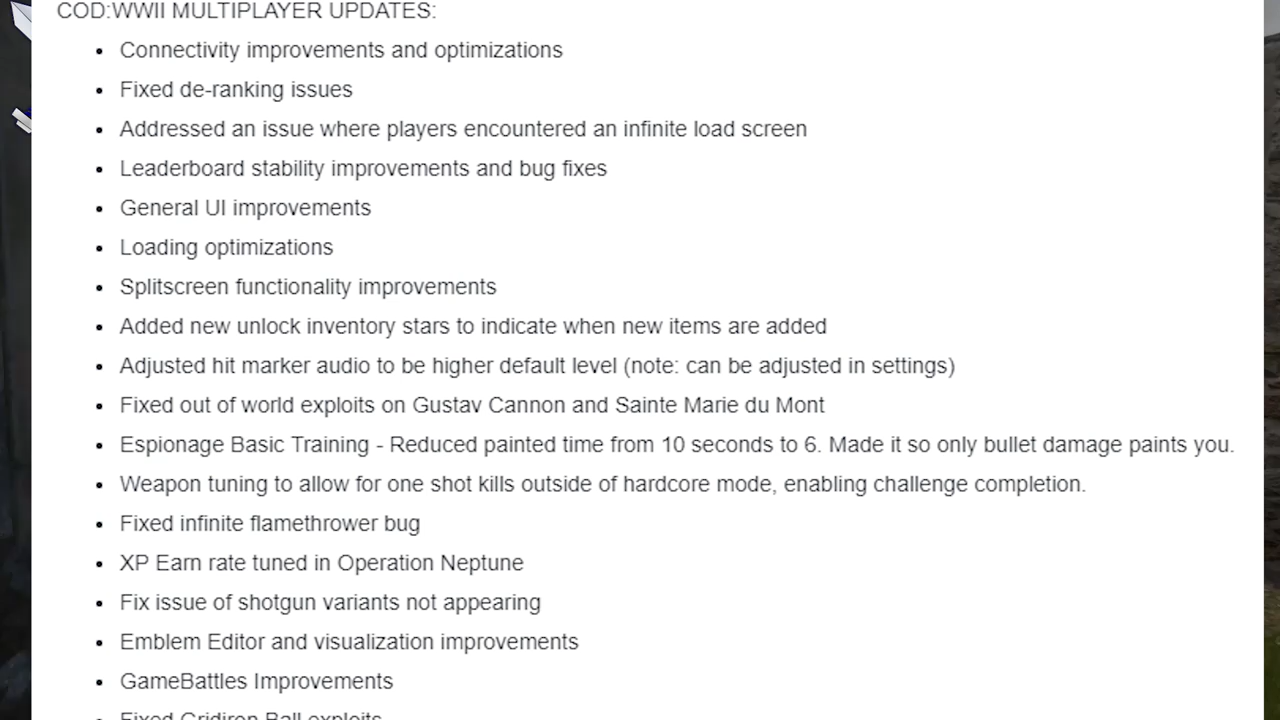 COD:WWII MULTIPLAYER UPDATES:
• Connectivity improvements and optimizations
• Fixed de-ranking issues
• Addressed an issue where players encountered an infinite load screen
• Leaderboard stability improvements and bug fixes
• General UI improvements
• Loading optimizations
• Splitscreen functionality improvements
• Added new unlock inventory stars to indicate when new items are added
• Adjusted hit marker audio to be higher default level (note: can be adjusted in settings)
• Fixed out of world exploits on Gustav Cannon and Sainte Marie du Mont
• Espionage Basic Training - Reduced painted time from 10 seconds to 6. Made it so only bullet damage paints you.
• Weapon tuning to allow for one shot kills outside of hardcore mode, enabling challenge completion.
• Fixed infinite flamethrower bug
• XP Earn rate tuned in Operation Neptune
• Fix issue of shotgun variants not appearing
• Emblem Editor and visualization improvements
• GameBattles Improvements
• Fixed Gridiron Ball exploits